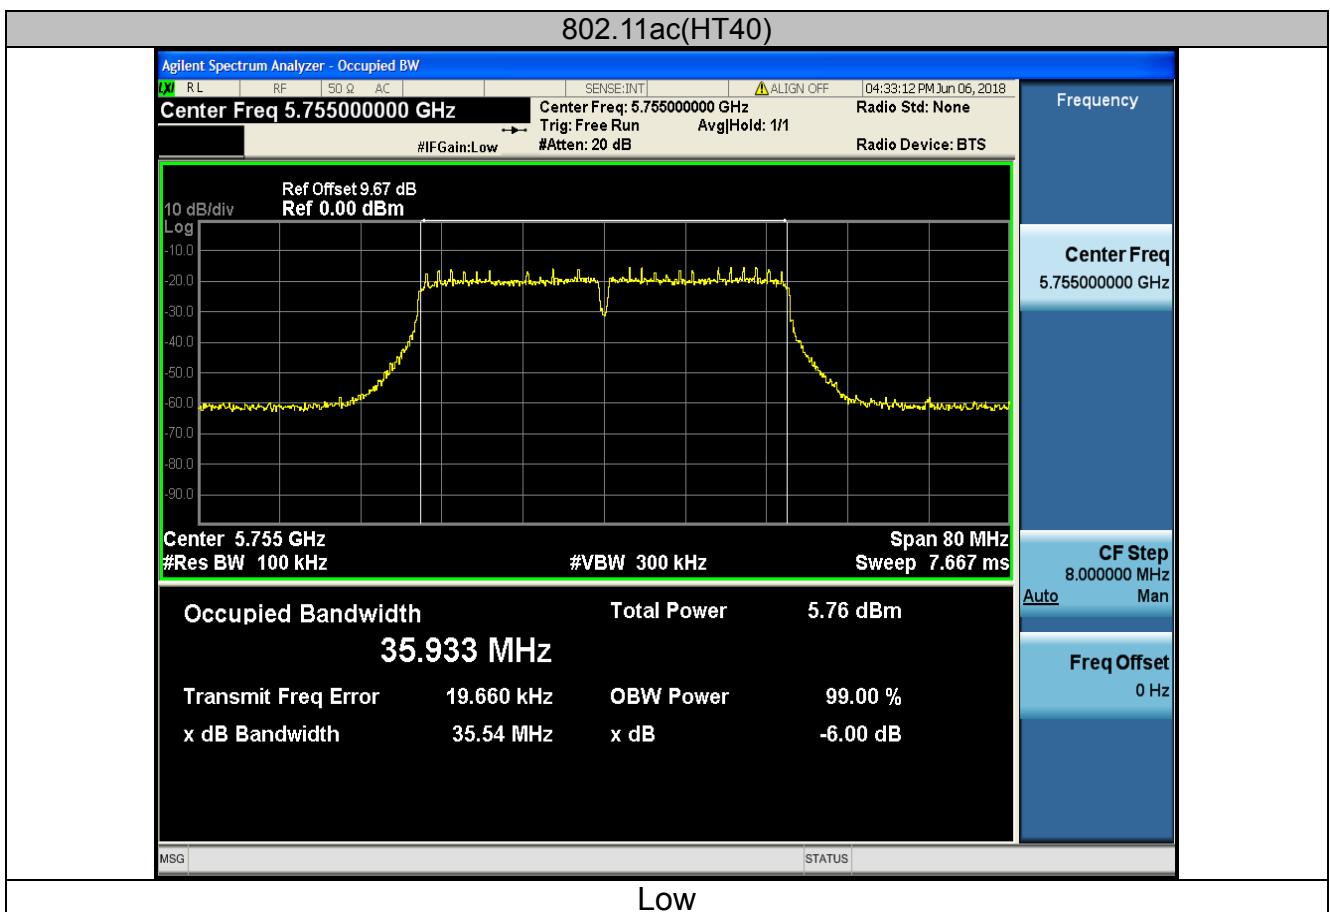 802.11ac(HT40)
Agilent Spectrum Analyzer - Occupied BW
LXI RL RF 50 Ω AC SENSE:INT ALIGN OFF 04:33:12 PM Jun 06, 2018
Center Freq 5.755000000 GHz
Center Freq: 5.755000000 GHz Radio Std: None
Trig: Free Run Avg|Hold: 1/1
#IFGain:Low #Atten: 20 dB Radio Device: BTS
Ref Offset 9.67 dB
10 dB/div Ref 0.00 dBm
Log
-10.0
-20.0
-30.0
-40.0
-50.0
-60.0
-70.0
-80.0
-90.0
Center 5.755 GHz Span 80 MHz
#Res BW 100 kHz #VBW 300 kHz Sweep 7.667 ms
Occupied Bandwidth Total Power 5.76 dBm
35.933 MHz
Transmit Freq Error 19.660 kHz OBW Power 99.00 %
x dB Bandwidth 35.54 MHz x dB -6.00 dB
MSG STATUS
Frequency
Center Freq
5.755000000 GHz
CF Step
8.000000 MHz
Auto Man
Freq Offset
0 Hz
Low